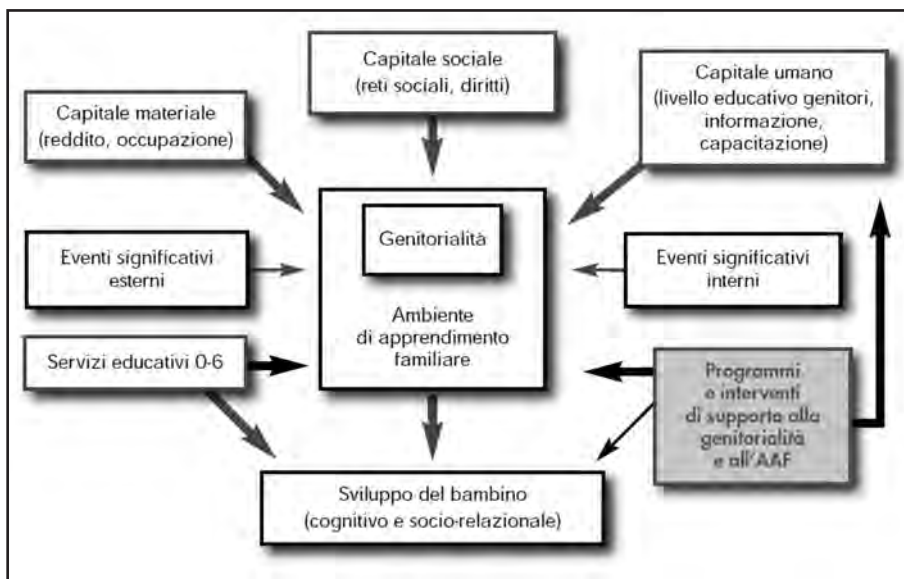 Capitale sociale
(reti sociali, diritti)
Capitale materiale
(reddito, occupazione)
Capitale umano
(livello educativo genitori,
informazione,
capacitazione)
Genitorialità
Ambiente
di apprendimento
familiare
Eventi significativi
esterni
Eventi significativi
interni
Servizi educativi 0-6
Programmi
e interventi
di supporto alla
genitorialità
e all'AAF
Sviluppo del bambino
(cognitivo e socio-relazionale)